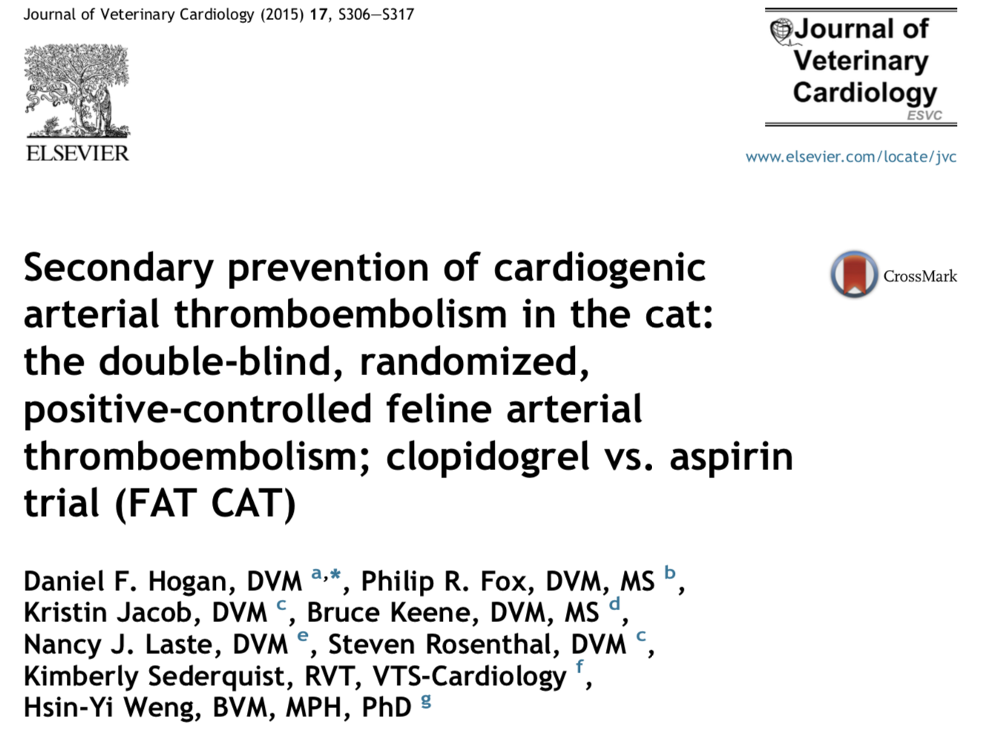 Journal of Veterinary Cardiology (2015) 17, S306–S317
Journal of
Veterinary
Cardiology
ESVC
ELSEVIER
www.elsevier.com/locate/jvc
Secondary prevention of cardiogenic
arterial thromboembolism in the cat:
the double-blind, randomized,
positive-controlled feline arterial
thromboembolism; clopidogrel vs. aspirin
trial (FAT CAT)
CrossMark
Daniel F. Hogan, DVM a,*, Philip R. Fox, DVM, MS b,
Kristin Jacob, DVM c, Bruce Keene, DVM, MS d,
Nancy J. Laste, DVM e, Steven Rosenthal, DVM c,
Kimberly Sederquist, RVT, VTS-Cardiology f,
Hsin-Yi Weng, BVM, MPH, PhD g